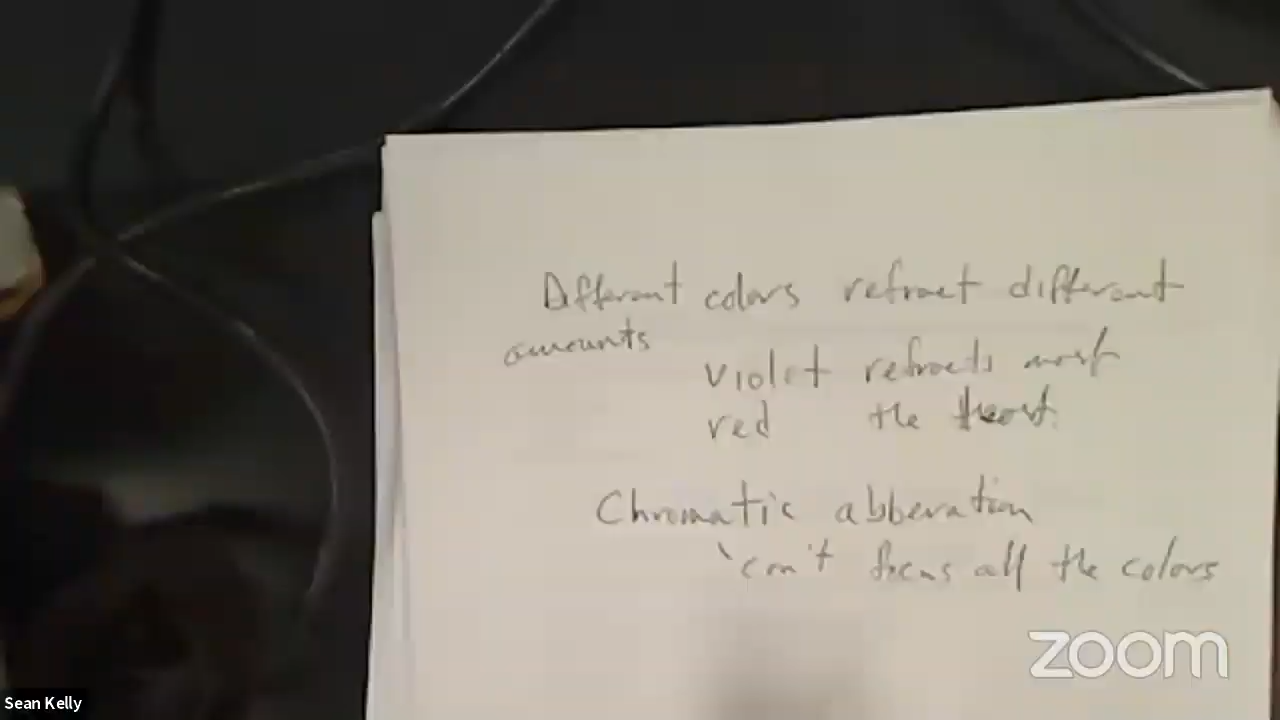 Different colors refract different
amounts
violet refracts most
red the
Chromatic abberation
can't focus all the colors
zoom
Sean Kelly